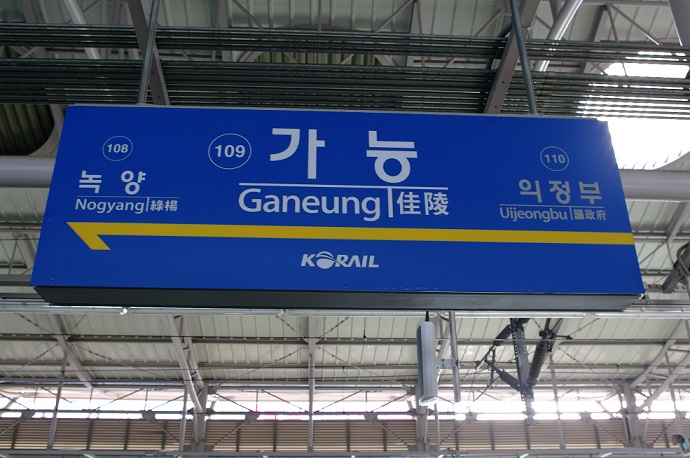 108
녹양
Nogyang 綠楊
109
가능
Ganeung 佳陵
110
의정부
Uijeongbu 議政府
KORAIL